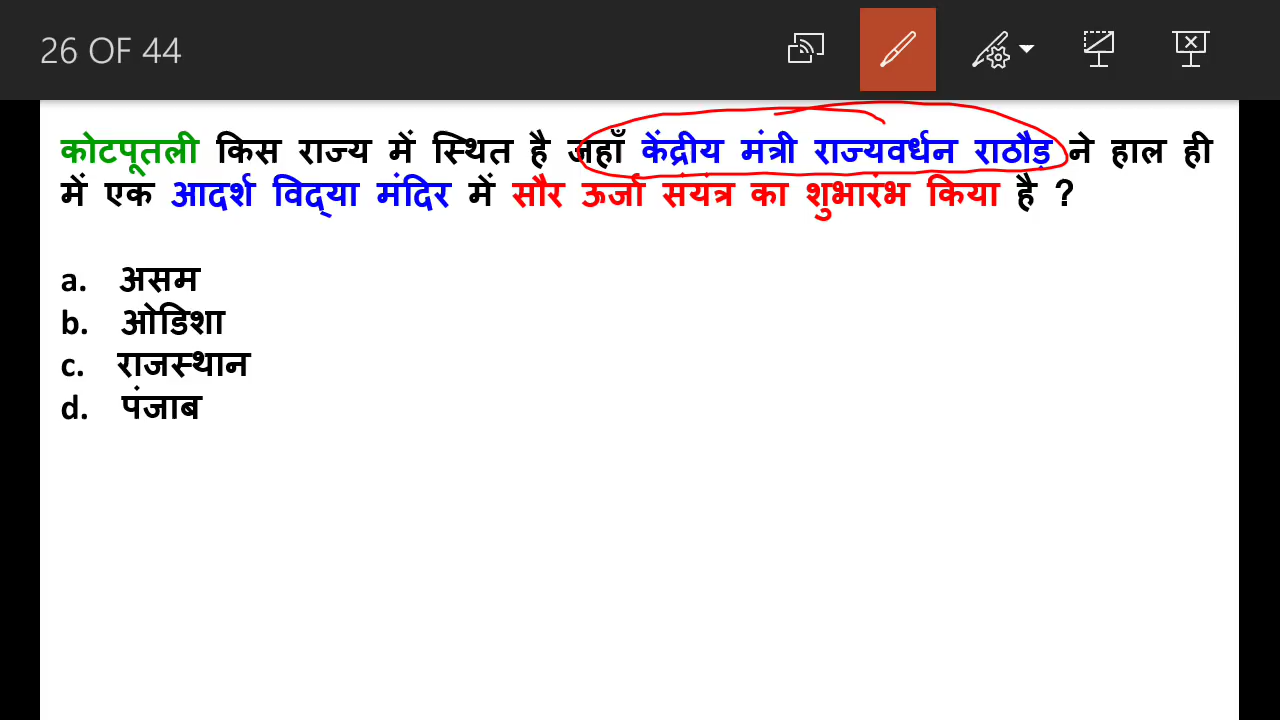 26 OF 44
कोटपूतली किस राज्य में स्थित है जहाँ केंद्रीय मंत्री राज्यवर्धन राठौड़ ने हाल ही
में एक आदर्श विद्‌या मंदिर में सौर ऊर्जा संयंत्र का शुभारंभ किया है ?
a. असम
b. ओडिशा
c. राजस्थान
d. पंजाब